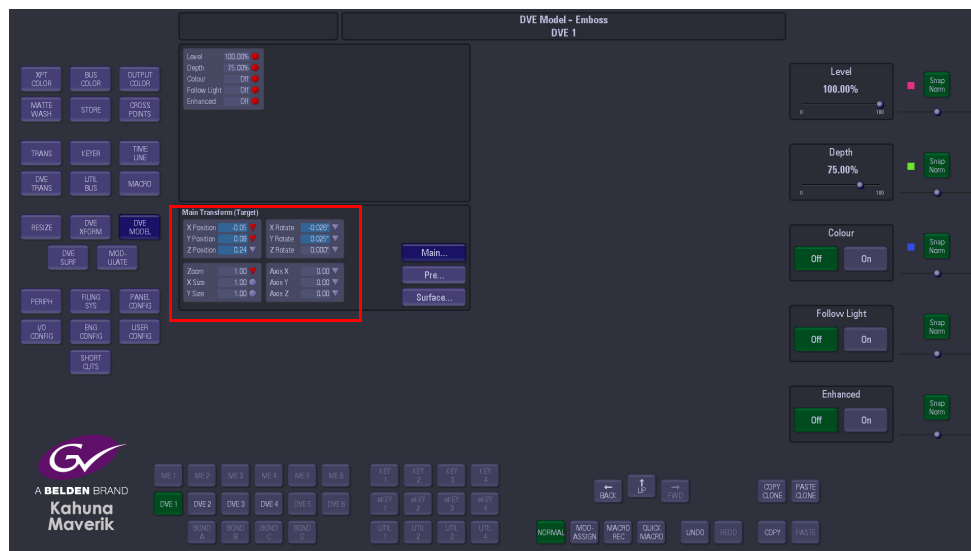 DVE Model - Emboss
DVE 1
Level 100.00%
Depth 75.00%
Colour Off
Follow Light Off
Enhanced Off
XPT COLOR
BUS COLOR
OUTPUT COLOR
MATTE WASH
STORE
CROSS POINTS
TRANS
KEYER
TIME LINE
DVE TRANS
UTIL BUS
MACRO
RESIZE
DVE XFORM
DVE MODEL
DVE SURF
MOD- ULATE
PERIPH
FILING SYS
PANEL CONFIG
I/O CONFIG
ENG CONFIG
USER CONFIG
SHORT CUTS
Main Transform (Target)
X Position -0.05 X Rotate -0.026°
Y Position 0.08 Y Rotate 0.025°
Z Position 0.24 Z Rotate 0.000°
Zoom 1.00 Axis X 0.00
X Size 1.00 Axis Y 0.00
Y Size 1.00 Axis Z 0.00
Main...
Pre...
Surface...
Level
100.00%
0 100
Snap Norm
Depth
75.00%
0 100
Snap Norm
Colour
Off On
Snap Norm
Follow Light
Off On
Snap Norm
Enhanced
Off On
Snap Norm
GV
A BELDEN BRAND
Kahuna
Maverik
ME 1 ME 2 ME 3 ME 4 ME 5 ME 6
KEY 1 KEY 2 KEY 3 KEY 4
DVE 1 DVE 2 DVE 3 DVE 4 DVE 5 DVE 6
BGND A BGND B BGND C BGND D
UTIL 1 UTIL 2 UTIL 3 UTIL 4
BACK
UP
FWD
COPY CLONE
PASTE CLONE
NORMAL
MOD- ASSIGN
MACRO REC
QUICK MACRO
UNDO
REDO
COPY
PASTE